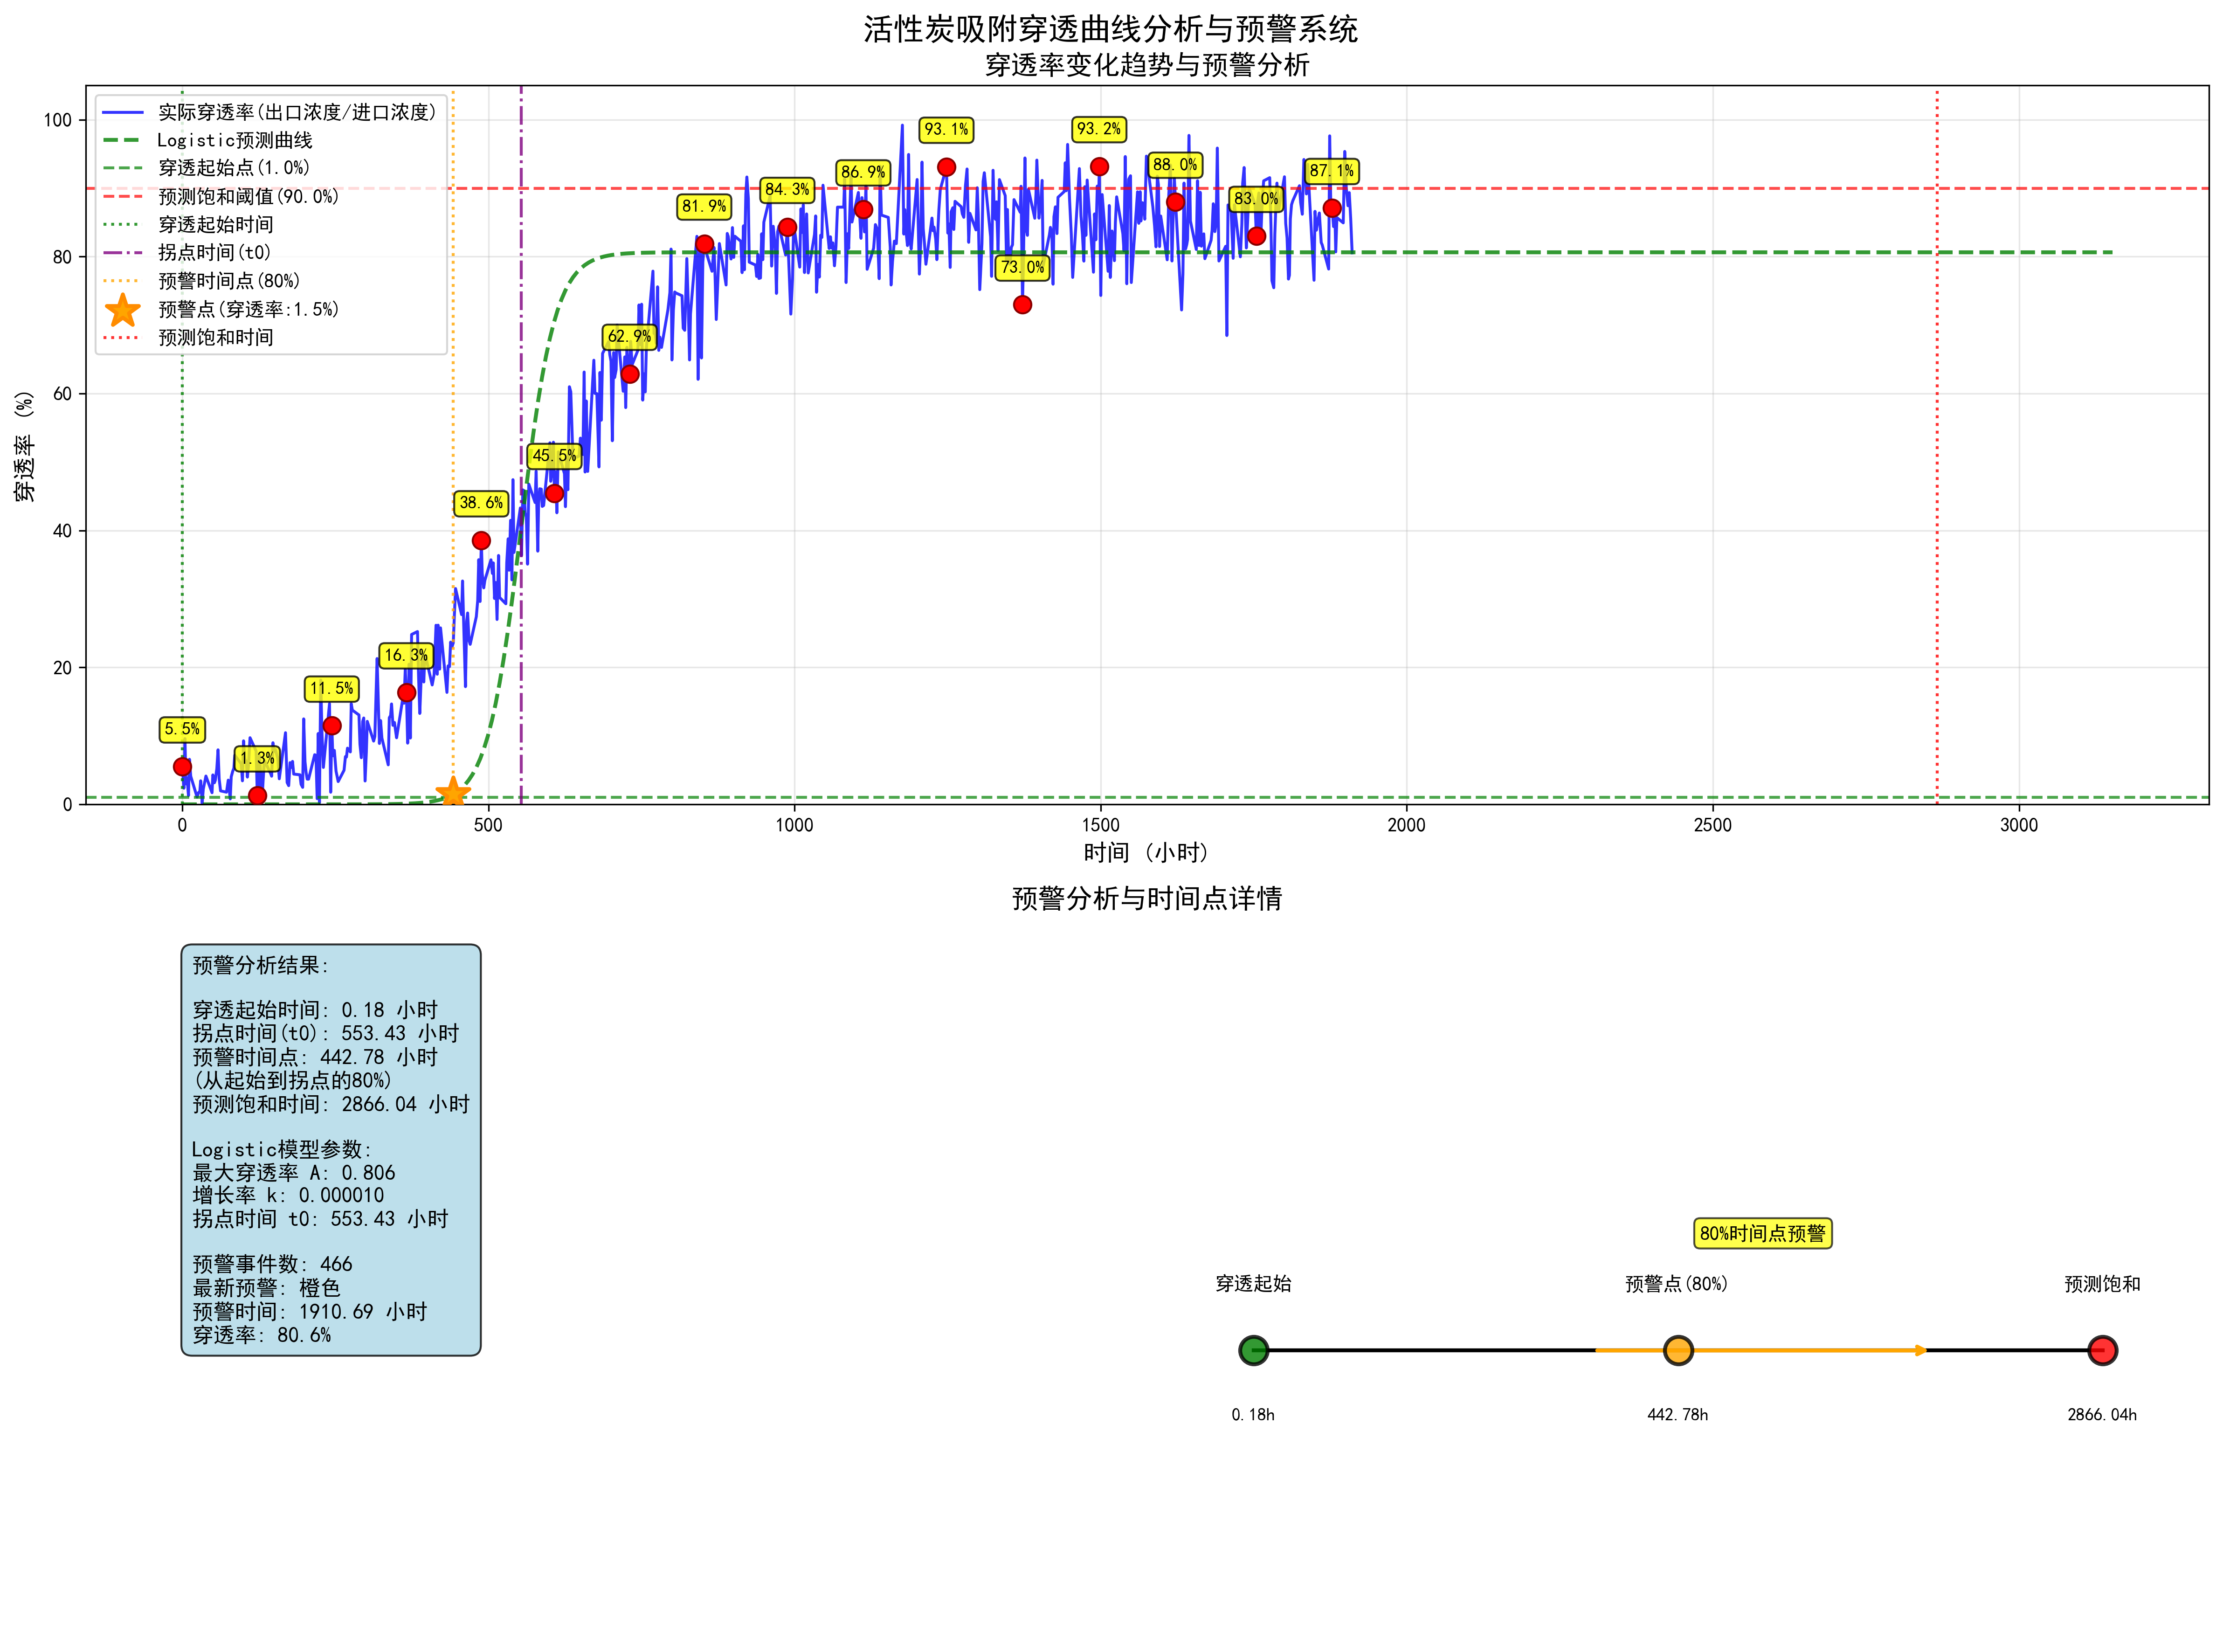 活性炭吸附穿透曲线分析与预警系统
穿透率变化趋势与预警分析
实际穿透率(出口浓度/进口浓度)
Logistic预测曲线
穿透起始点(1.0%)
预测饱和阈值(90.0%)
穿透起始时间
拐点时间(t0)
预警时间点(80%)
预警点(穿透率:1.5%)
预测饱和时间
穿透率 (%)
100
80
60
40
20
0
5.5%
1.3%
11.5%
16.3%
38.6%
45.5%
62.9%
81.9%
84.3%
86.9%
93.1%
73.0%
93.2%
88.0%
83.0%
87.1%
0
500
1000
1500
2000
2500
3000
时间 (小时)
预警分析与时间点详情
预警分析结果:
穿透起始时间: 0.18 小时
拐点时间(t0): 553.43 小时
预警时间点: 442.78 小时
(从起始到拐点的80%)
预测饱和时间: 2866.04 小时
Logistic模型参数:
最大穿透率 A: 0.806
增长率 k: 0.000010
拐点时间 t0: 553.43 小时
预警事件数: 466
最新预警: 橙色
预警时间: 1910.69 小时
穿透率: 80.6%
80%时间点预警
穿透起始
预警点(80%)
预测饱和
0.18h
442.78h
2866.04h